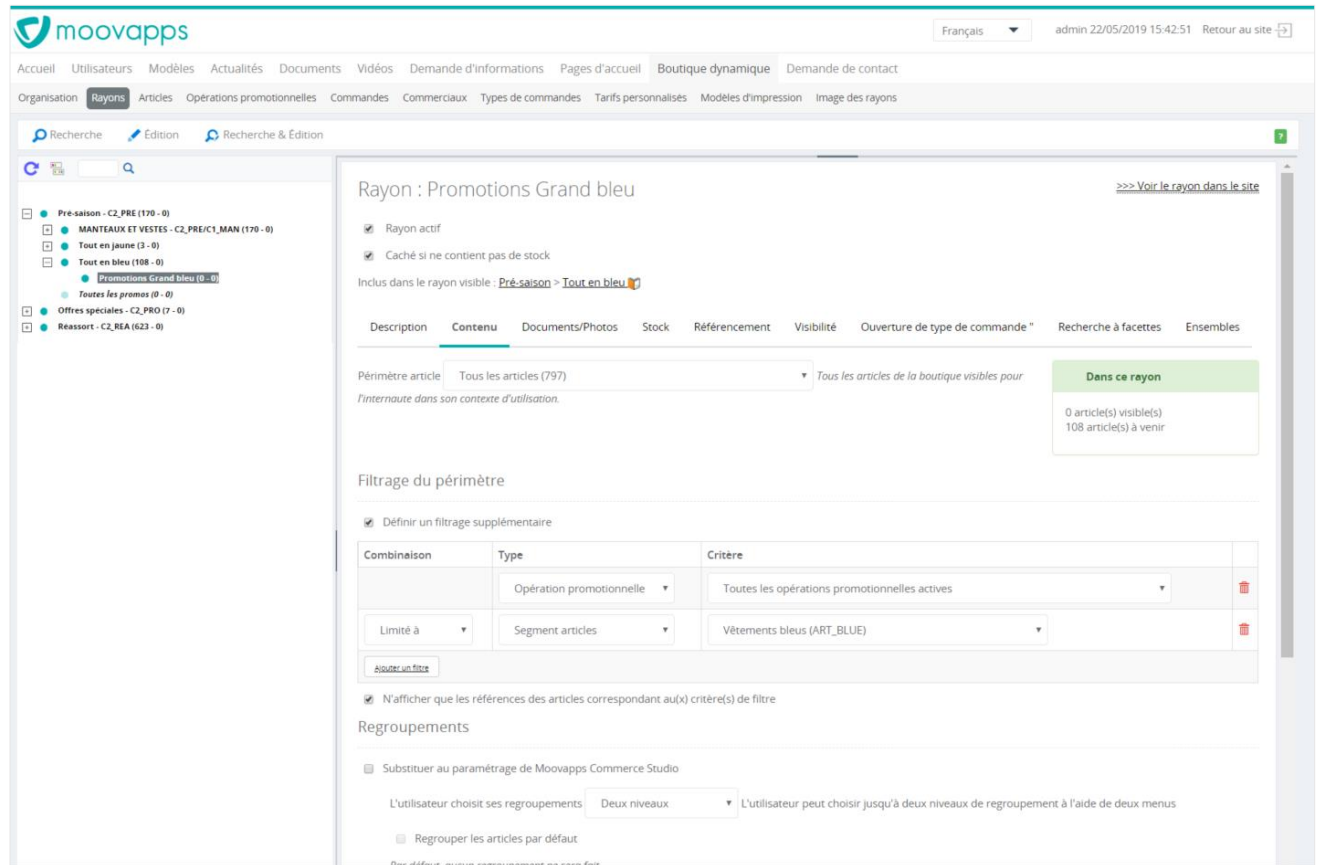 moovapps
Français
admin 22/05/2019 15:42:51 Retour au site
Accueil Utilisateurs Modèles Actualités Documents Vidéos Demande d'informations Pages d'accueil Boutique dynamique Demande de contact
Organisation Rayons Articles Opérations promotionnelles Commandes Commerciaux Types de commandes Tarifs personnalisés Modèles d'impression Image des rayons
Recherche Édition Recherche & Édition
?
Pré-saison - C2_PRE (170 - 0)
MANTEAUX ET VESTES - C2_PRE/C1_MAN (170 - 0)
Tout en jaune (3 - 0)
Tout en bleu (108 - 0)
Promotions Grand bleu (0 - 0)
Toutes les promos (0 - 0)
Offres spéciales - C2_PRO (7 - 0)
Réassort - C2_REA (623 - 0)
Rayon : Promotions Grand bleu
>>> Voir le rayon dans le site
Rayon actif
Caché si ne contient pas de stock
Inclus dans le rayon visible : Pré-saison > Tout en bleu
Description Contenu Documents/Photos Stock Référencement Visibilité Ouverture de type de commande " Recherche à facettes Ensembles
Périmètre article Tous les articles (797) Tous les articles de la boutique visibles pour
l'internaute dans son contexte d'utilisation.
Dans ce rayon
0 article(s) visible(s)
108 article(s) à venir
Filtrage du périmètre
Définir un filtrage supplémentaire
Combinaison Type Critère
Opération promotionnelle Toutes les opérations promotionnelles actives
Limité à Segment articles Vêtements bleus (ART_BLUE)
Ajouter un filtre
N'afficher que les références des articles correspondant au(x) critère(s) de filtre
Regroupements
Substituer au paramétrage de Moovapps Commerce Studio
L'utilisateur choisit ses regroupements Deux niveaux L'utilisateur peut choisir jusqu'à deux niveaux de regroupement à l'aide de deux menus
Regrouper les articles par défaut
Par défaut, aucun regroupement ne sera fait